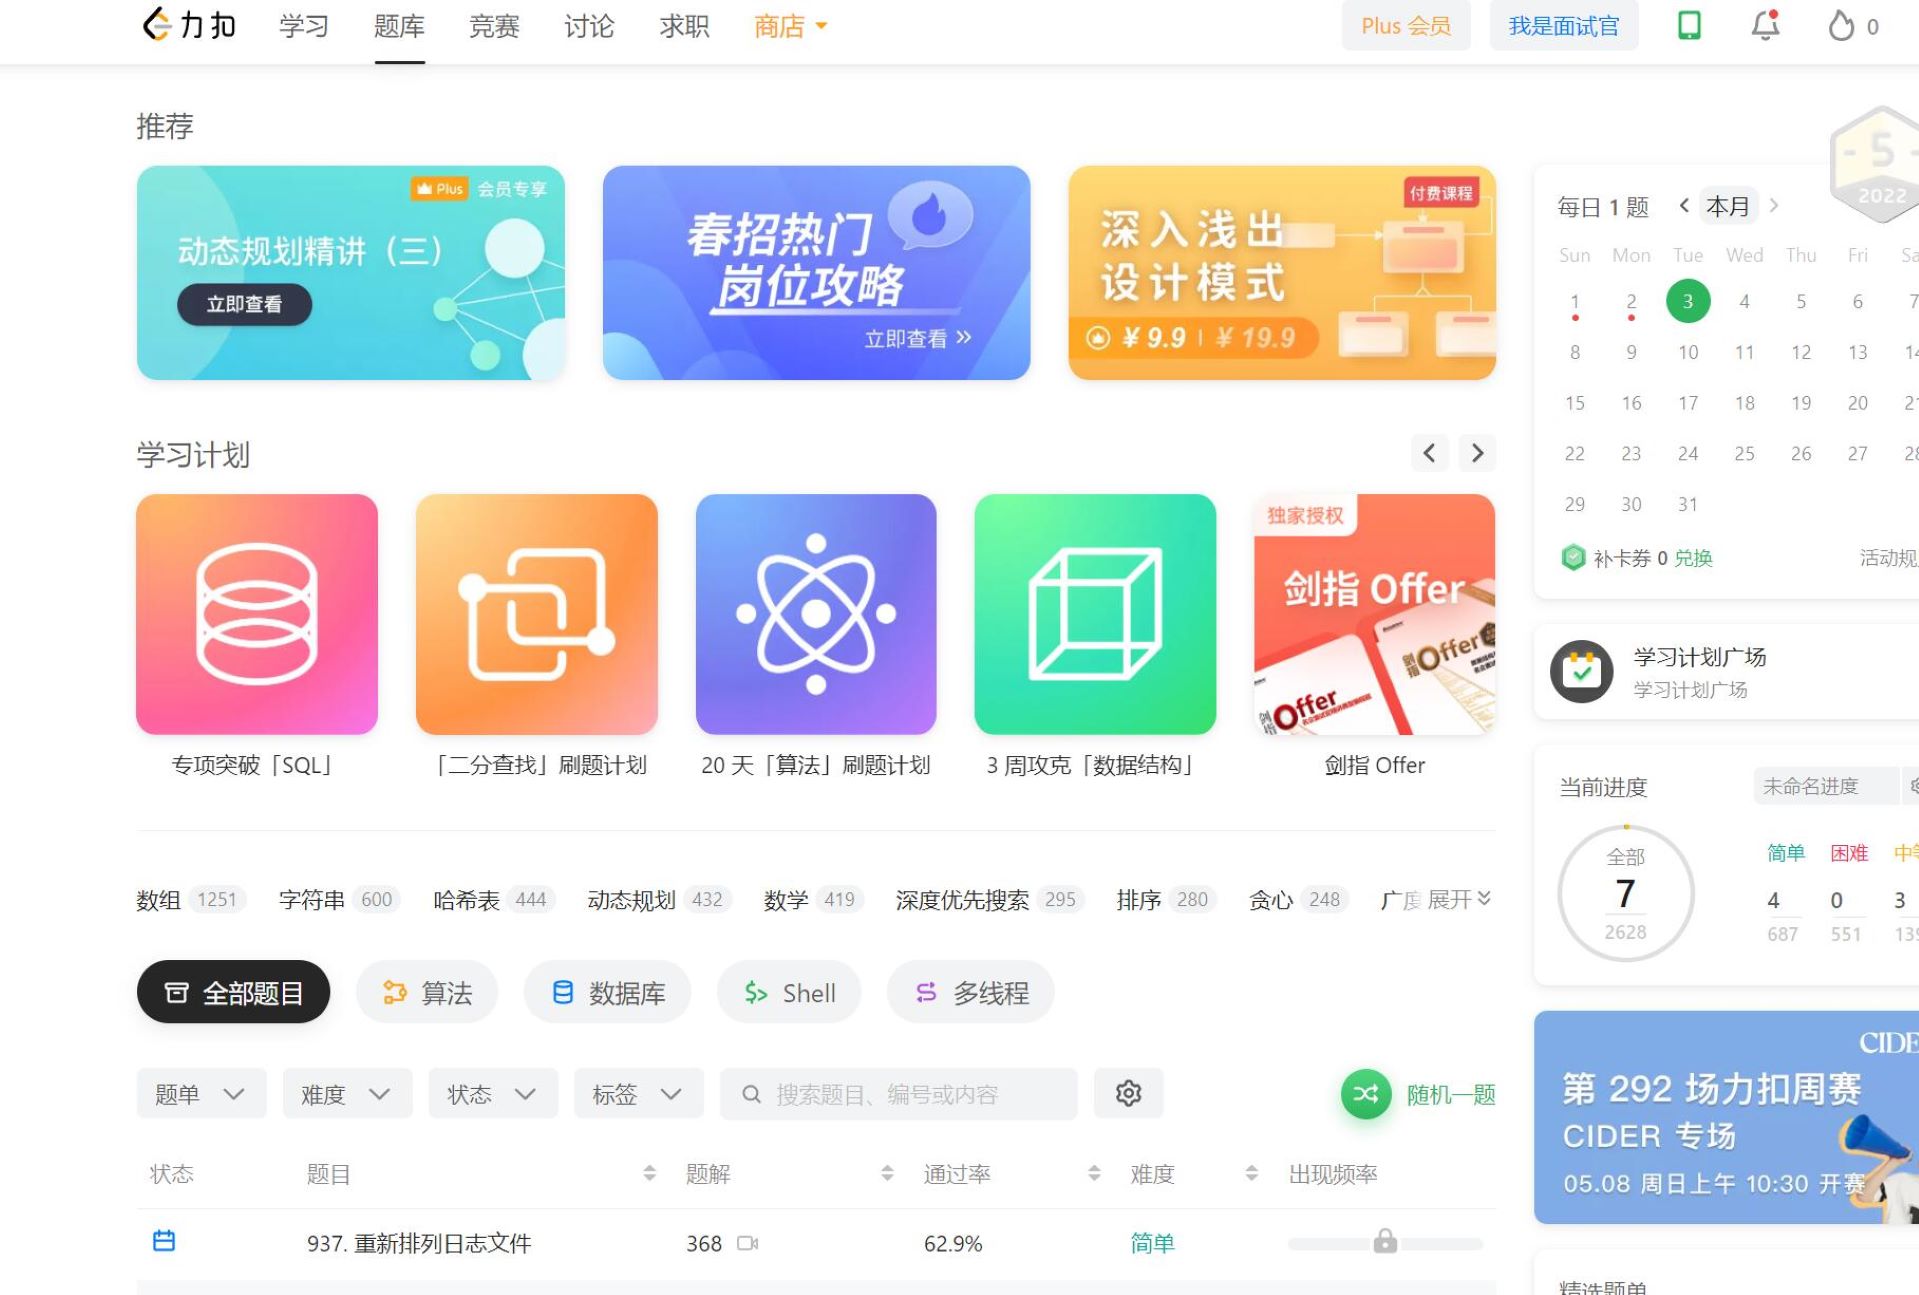 力扣 学习 题库 竞赛 讨论 求职 商店 Plus 会员 我是面试官 0
推荐
Plus 会员专享
动态规划精讲（三）
立即查看
春招热门
岗位攻略
立即查看 »
付费课程
深入浅出
设计模式
¥ 9.9 | ¥ 19.9
- 5 -
2022
每日 1 题 < 本月 >
Sun Mon Tue Wed Thu Fri
1 2 3 4 5 6 7
8 9 10 11 12 13
15 16 17 18 19 20
22 23 24 25 26 27
29 30 31
补卡券 0 兑换 活动规
学习计划
独家授权
剑指 Offer
剑指 Offer
剑指 Offer
专项突破「SQL」
「二分查找」刷题计划
20 天「算法」刷题计划
3 周攻克「数据结构」
剑指 Offer
学习计划广场
学习计划广场
当前进度 未命名进度
全部
7
2628
简单 困难 中
4 0 3
687 551
数组 1251 字符串 600 哈希表 444 动态规划 432 数学 419 深度优先搜索 295 排序 280 贪心 248 广度 展开
全部题目 算法 数据库 $> Shell 多线程
题单 难度 状态 标签 搜索题目、编号或内容 随机一题
状态 题目 题解 通过率 难度 出现频率
937. 重新排列日志文件 368 62.9% 简单
CIDE
第 292 场力扣周赛
CIDER 专场
05.08 周日上午 10:30 开赛
精选题单